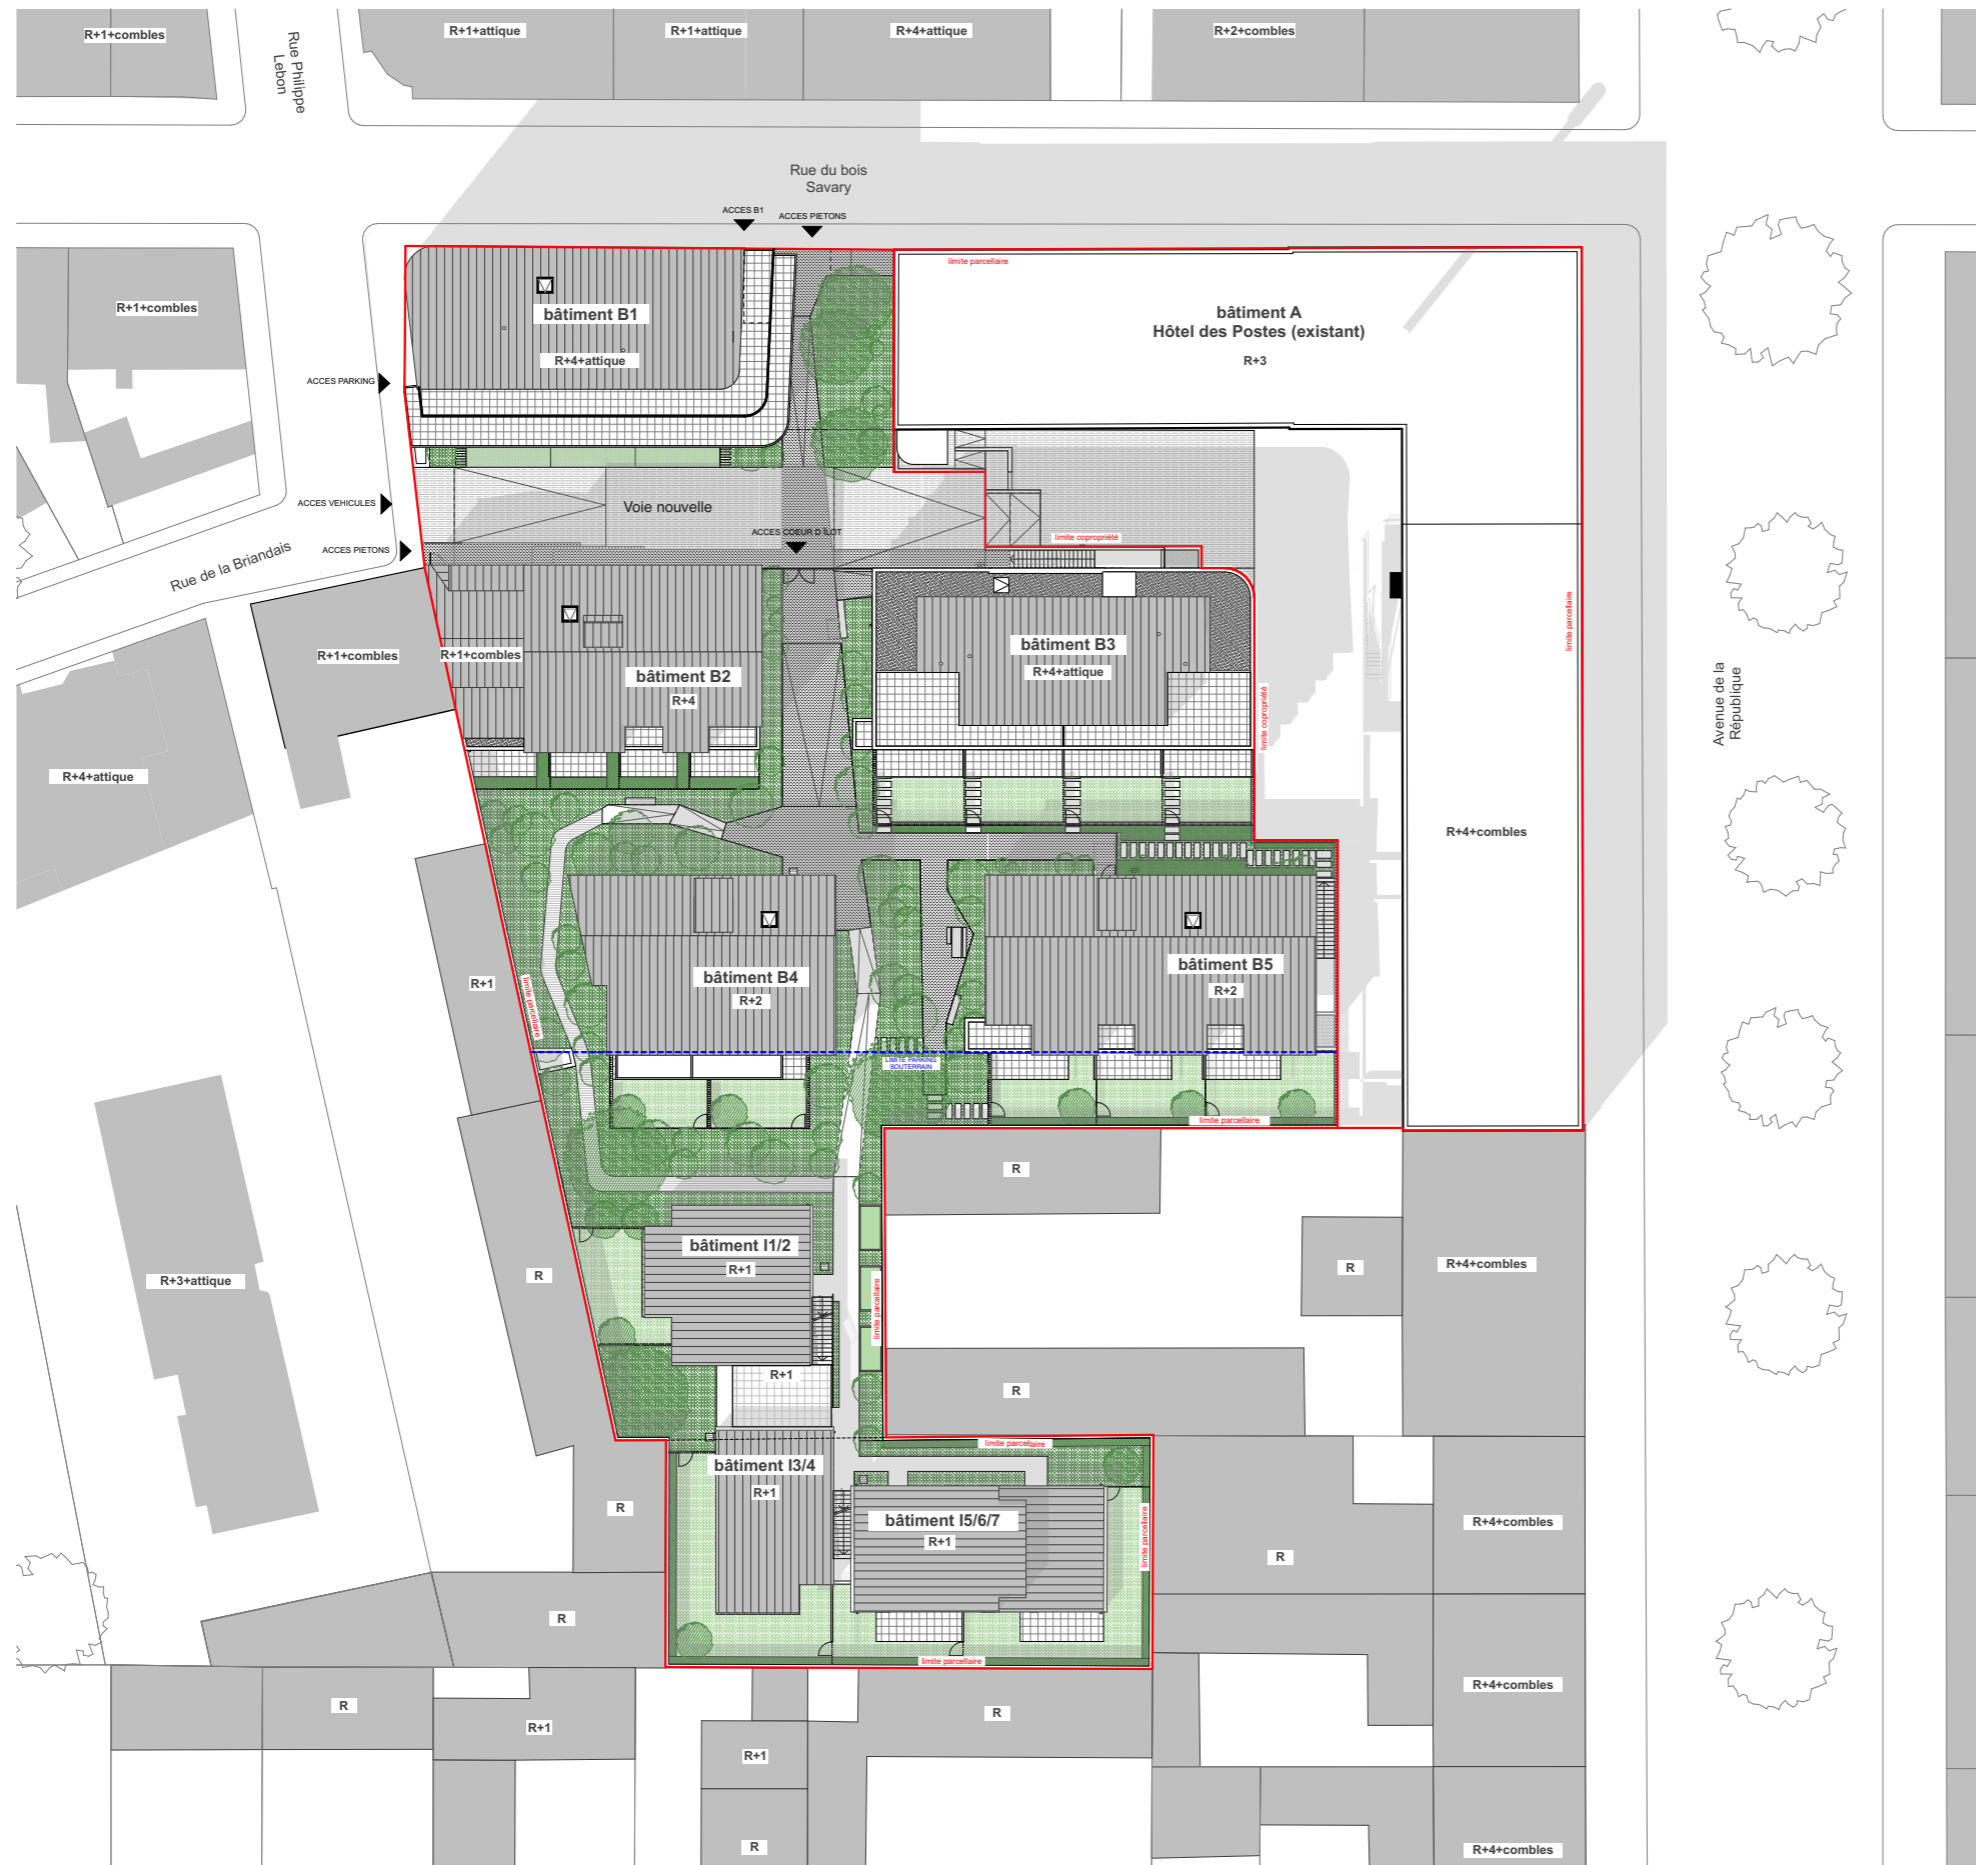 R+1+combles
Rue Philippe
Lebon
R+1+attique
R+1+attique
R+4+attique
R+2+combles
Rue du bois
Savary
ACCES B1
ACCES PIETONS
limite parcellaire
R+1+combles
bâtiment B1
R+4+attique
bâtiment A
Hôtel des Postes (existant)
R+3
ACCES PARKING
ACCES VEHICULES
Voie nouvelle
ACCES COEUR D'ÎLOT
limite copropriété
ACCES PIETONS
Rue de la Briandais
R+1+combles
R+1+combles
bâtiment B2
R+4
bâtiment B3
R+4+attique
limite copropriété
limite parcellaire
Avenue de la
République
R+4+attique
R+4+combles
R+1
limite parcellaire
bâtiment B4
R+2
bâtiment B5
R+2
LIMITE PARKING
SOUTERRAIN
limite parcellaire
R
R+3+attique
R
bâtiment I1/2
R+1
limite parcellaire
R
R+4+combles
R+1
R
limite parcellaire
bâtiment I3/4
R+1
R
bâtiment I5/6/7
R+1
limite parcellaire
R
R+4+combles
R
limite parcellaire
R
R+1
R
R+4+combles
R+1
R
R+4+combles